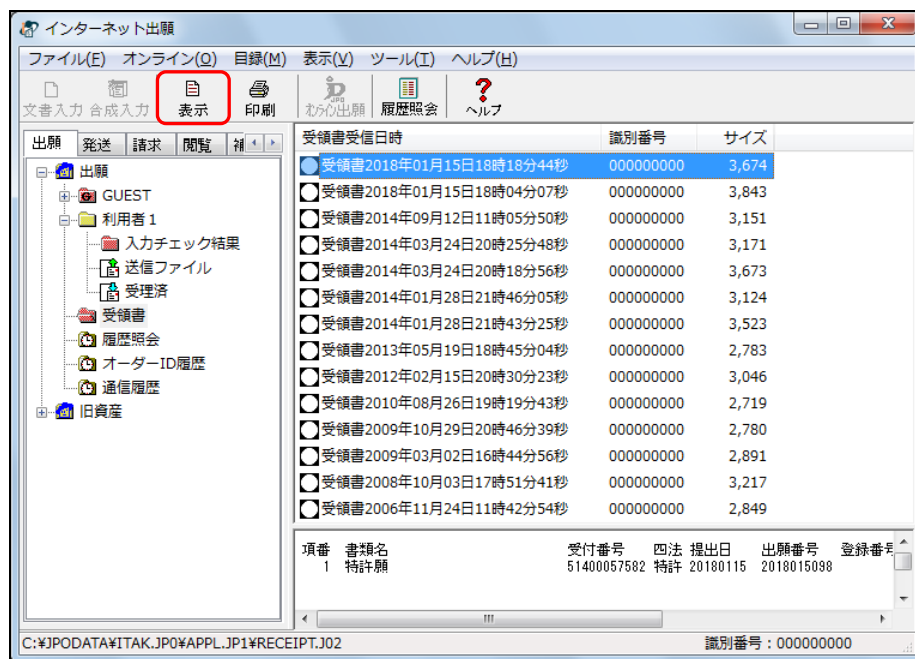 インターネット出願
ファイル(F) オンライン(O) 目録(M) 表示(V) ツール(T) ヘルプ(H)
文書入力 合成入力 表示 印刷 わライン出願 履歴照会 ヘルプ
出願 発送 請求 閲覧 補
受領書受信日時 識別番号 サイズ
出願
GUEST
利用者1
入力チェック結果
送信ファイル
受理済
受領書
履歴照会
オーダーID履歴
通信履歴
旧資産
受領書2018年01月15日18時18分44秒 000000000 3,674
受領書2018年01月15日18時04分07秒 000000000 3,843
受領書2014年09月12日11時05分50秒 000000000 3,151
受領書2014年03月24日20時25分48秒 000000000 3,171
受領書2014年03月24日20時18分56秒 000000000 3,673
受領書2014年01月28日21時46分05秒 000000000 3,124
受領書2014年01月28日21時43分25秒 000000000 3,523
受領書2013年05月19日18時45分04秒 000000000 2,783
受領書2012年02月15日20時30分23秒 000000000 3,046
受領書2010年08月26日19時19分43秒 000000000 2,719
受領書2009年10月29日20時46分39秒 000000000 2,780
受領書2009年03月02日16時44分56秒 000000000 2,891
受領書2008年10月03日17時51分41秒 000000000 3,217
受領書2006年11月24日11時42分54秒 000000000 2,849
項番 書類名 受付番号 四法 提出日 出願番号 登録番号
1 特許願 51400057582 特許 20180115 2018015098
C:¥JPODATA¥ITAK.JP0¥APPL.JP1¥RECEIPT.J02 識別番号：000000000